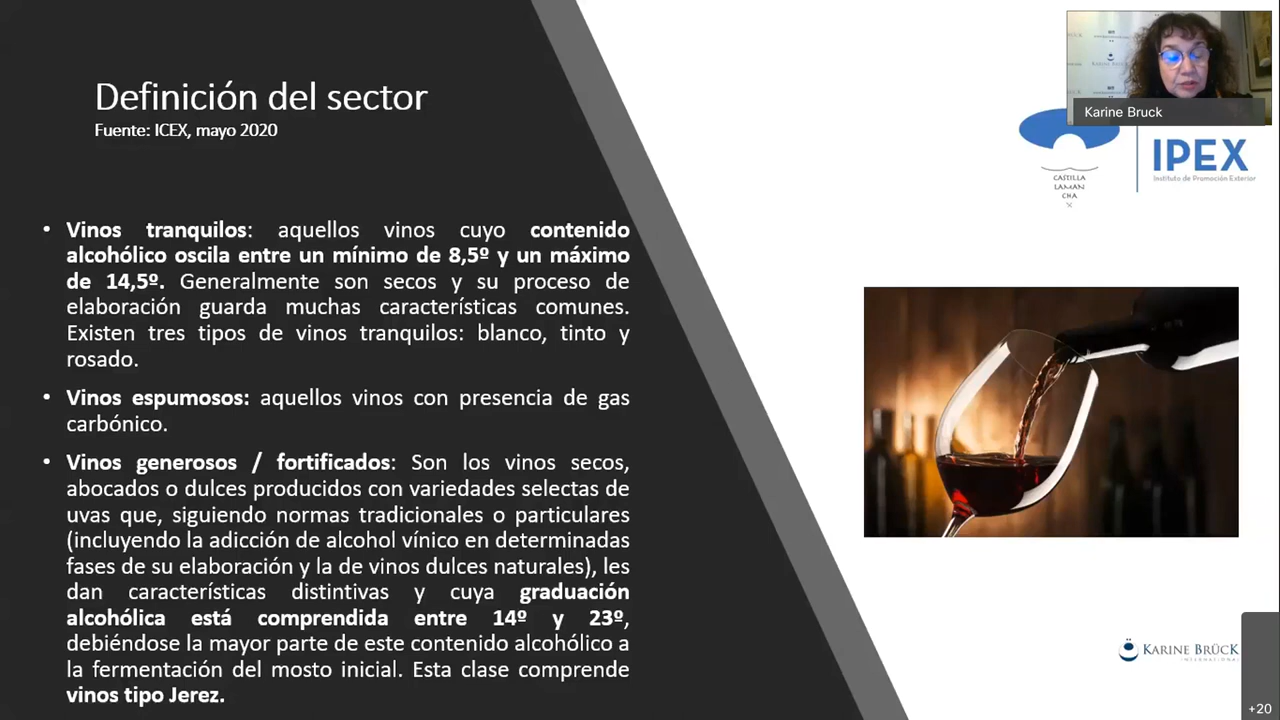 Definición del sector
Fuente: ICEX, mayo 2020
• Vinos tranquilos: aquellos vinos cuyo contenido
alcohólico oscila entre un mínimo de 8,5º y un máximo
de 14,5º. Generalmente son secos y su proceso de
elaboración guarda muchas características comunes.
Existen tres tipos de vinos tranquilos: blanco, tinto y
rosado.
• Vinos espumosos: aquellos vinos con presencia de gas
carbónico.
• Vinos generosos / fortificados: Son los vinos secos,
abocados o dulces producidos con variedades selectas de
uvas que, siguiendo normas tradicionales o particulares
(incluyendo la adicción de alcohol vínico en determinadas
fases de su elaboración y la de vinos dulces naturales), les
dan características distintivas y cuya graduación
alcohólica está comprendida entre 14º y 23º,
debiéndose la mayor parte de este contenido alcohólico a
la fermentación del mosto inicial. Esta clase comprende
vinos tipo Jerez.
Karine Bruck
CASTILLA
LAMAN
CHA
IPEX
Instituto de Promoción Exterior
KARINE BRÜCK
INTERNATIONAL
+20